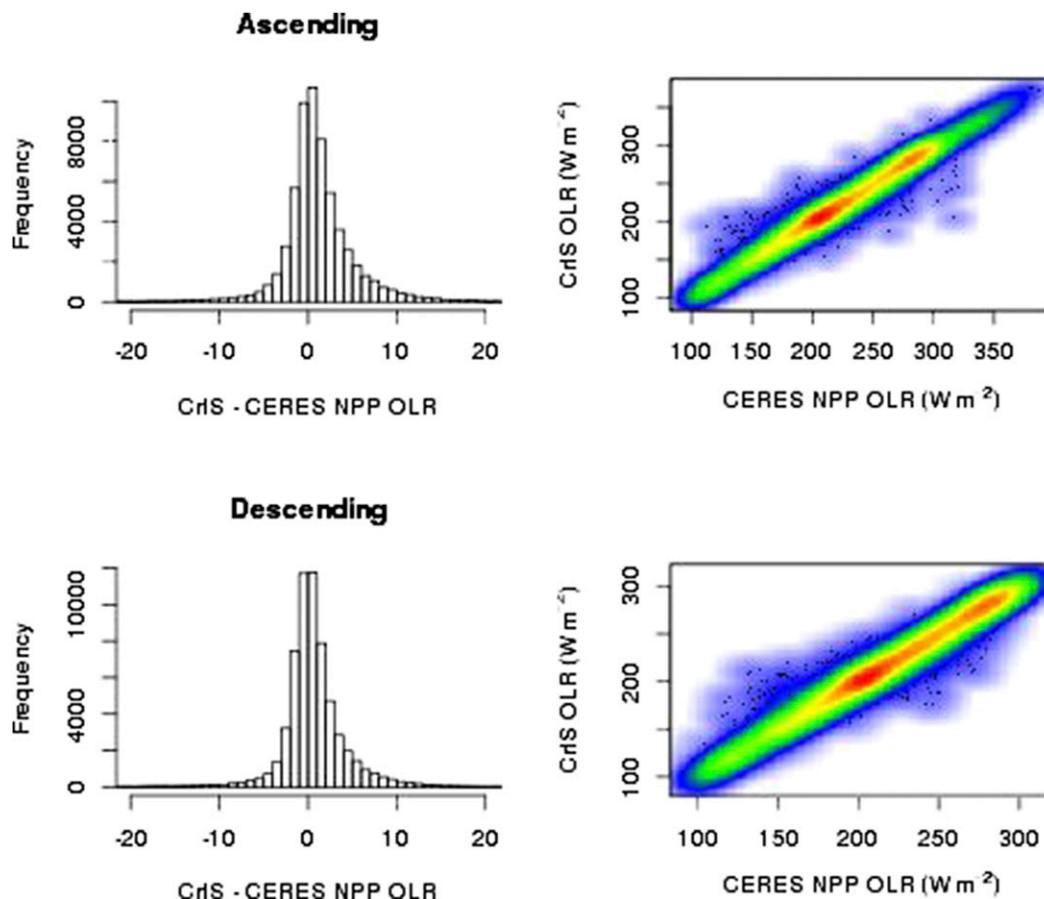 Ascending
Frequency
0
4000
8000
-20 -10 0 10 20
CrIS - CERES NPP OLR
CrIS OLR (W m⁻²)
100
200
300
100 150 200 250 300 350
CERES NPP OLR (W m⁻²)
Descending
Frequency
0
4000
10000
-20 -10 0 10 20
CrIS - CERES NPP OLR
CrIS OLR (W m⁻²)
100
200
300
100 150 200 250 300
CERES NPP OLR (W m⁻²)